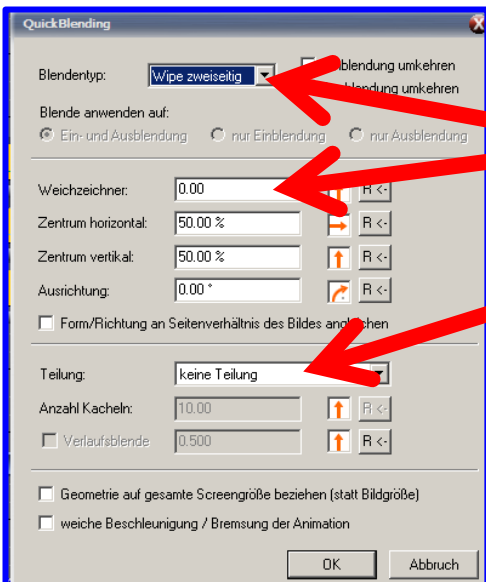 QuickBlending
Blendentyp: Wipe zweiseitig blendung umkehren
blendung umkehren
Blende anwenden auf:
Ein- und Ausblendung nur Einblendung nur Ausblendung
Weichzeichner: 0.00 R <-
Zentrum horizontal: 50.00 % R <-
Zentrum vertikal: 50.00 % R <-
Ausrichtung: 0.00 ° R <-
Form/Richtung an Seitenverhältnis des Bildes angleichen
Teilung: keine Teilung
Anzahl Kacheln: 10.00 R <-
Verlaufsblende 0.500 R <-
Geometrie auf gesamte Screengröße beziehen (statt Bildgröße)
weiche Beschleunigung / Bremsung der Animation
OK Abbruch